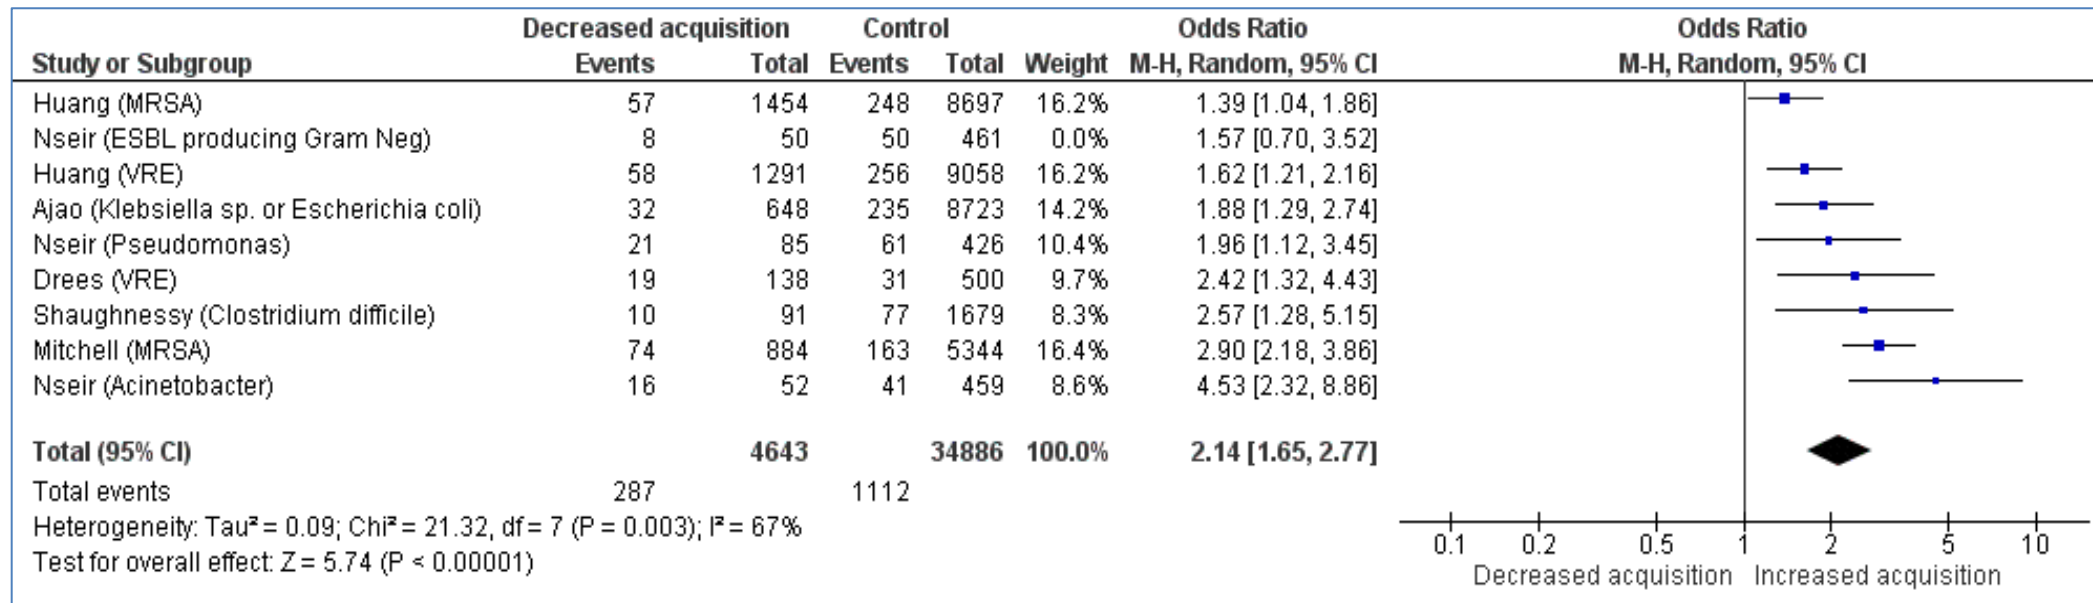 Decreased acquisition Control Odds Ratio Odds Ratio
Study or Subgroup Events Total Events Total Weight M-H, Random, 95% CI M-H, Random, 95% CI
Huang (MRSA) 57 1454 248 8697 16.2% 1.39 [1.04, 1.86]
Nseir (ESBL producing Gram Neg) 8 50 50 461 0.0% 1.57 [0.70, 3.52]
Huang (VRE) 58 1291 256 9058 16.2% 1.62 [1.21, 2.16]
Ajao (Klebsiella sp. or Escherichia coli) 32 648 235 8723 14.2% 1.88 [1.29, 2.74]
Nseir (Pseudomonas) 21 85 61 426 10.4% 1.96 [1.12, 3.45]
Drees (VRE) 19 138 31 500 9.7% 2.42 [1.32, 4.43]
Shaughnessy (Clostridium difficile) 10 91 77 1679 8.3% 2.57 [1.28, 5.15]
Mitchell (MRSA) 74 884 163 5344 16.4% 2.90 [2.18, 3.86]
Nseir (Acinetobacter) 16 52 41 459 8.6% 4.53 [2.32, 8.86]
Total (95% CI) 4643 34886 100.0% 2.14 [1.65, 2.77]
Total events 287 1112
Heterogeneity: Tau² = 0.09; Chi² = 21.32, df = 7 (P = 0.003); I² = 67%
Test for overall effect: Z = 5.74 (P < 0.00001)
0.1 0.2 0.5 1 2 5 10
Decreased acquisition Increased acquisition